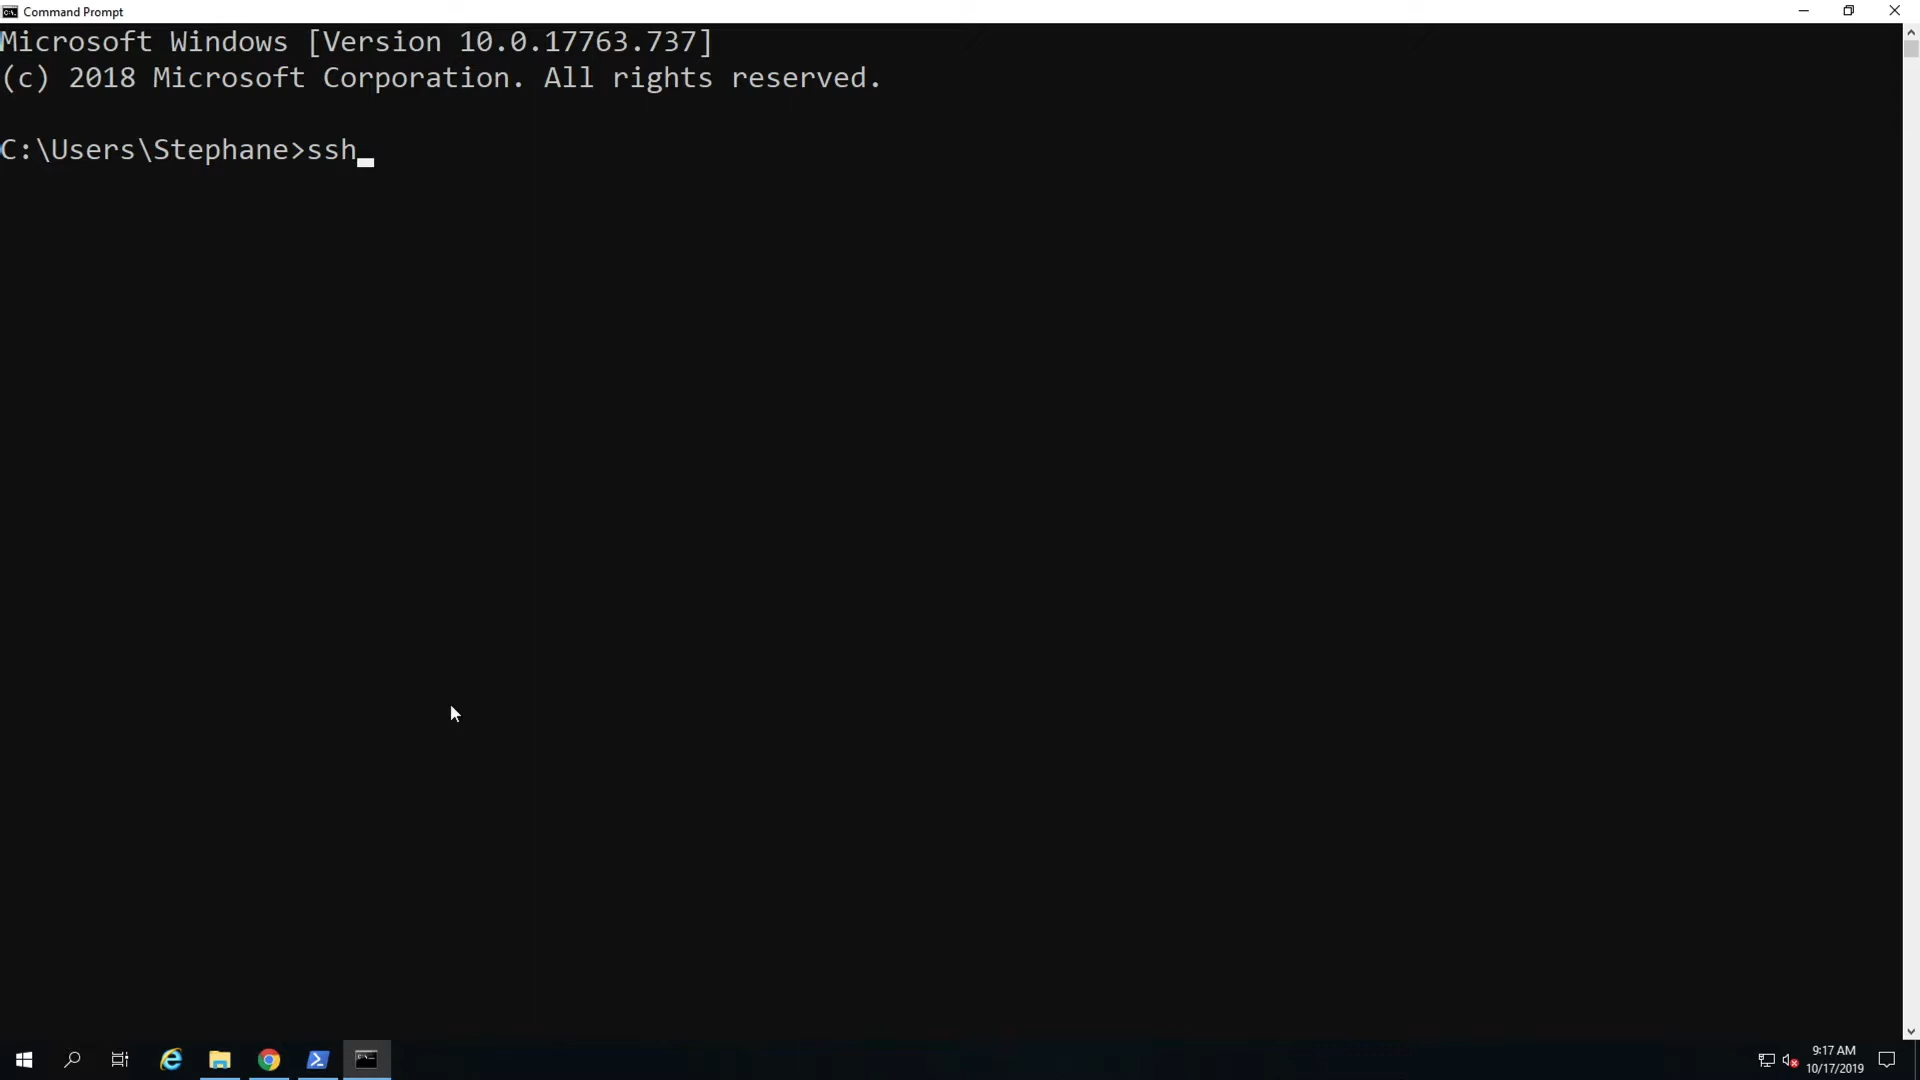 Command Prompt
Microsoft Windows [Version 10.0.17763.737]
(c) 2018 Microsoft Corporation. All rights reserved.
C:\Users\Stephane>ssh
9:17 AM
10/17/2019